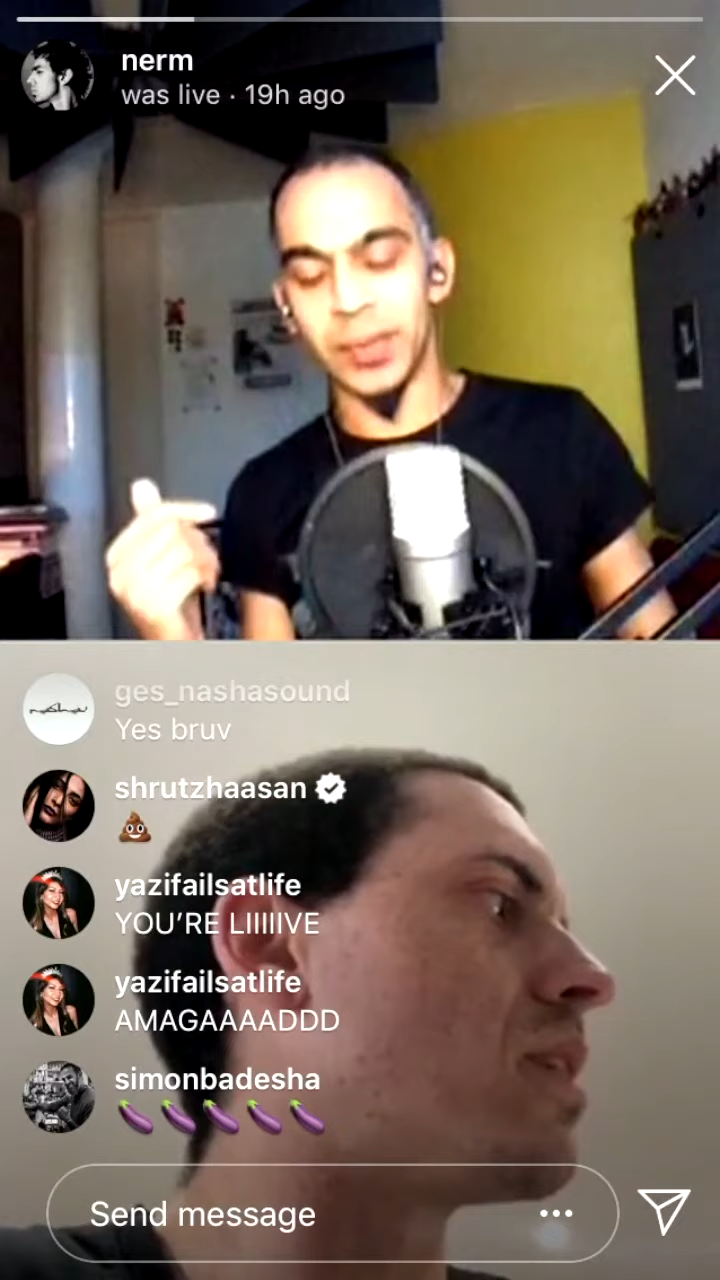 nerm
was live · 19h ago
ges_nashasound
Yes bruv
shrutzhaasan
💩
yazifailsatlife
YOU'RE LIIIIIVE
yazifailsatlife
AMAGAAAADDD
simonbadesha
🍆🍆🍆🍆🍆
Send message